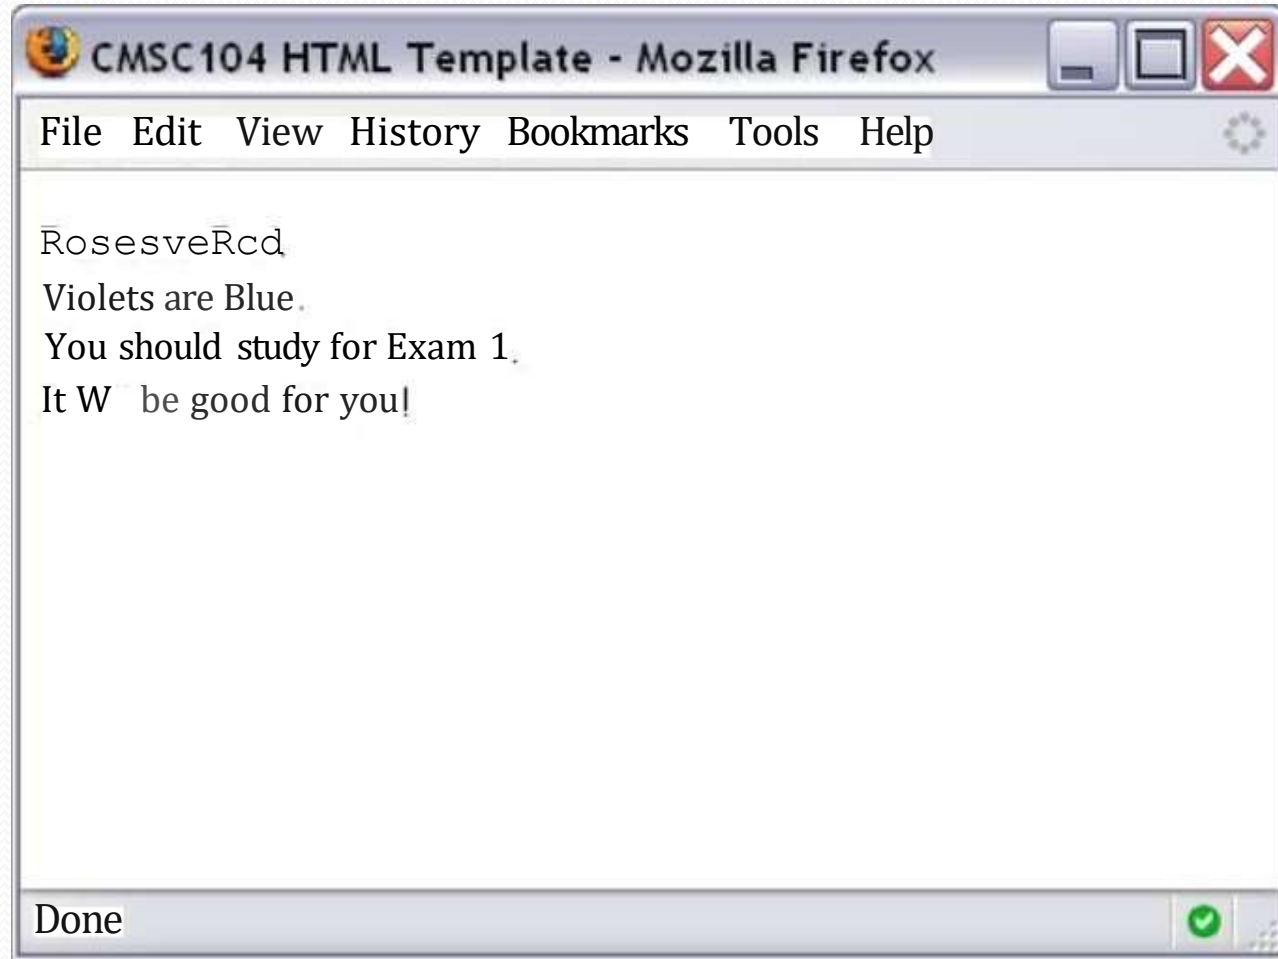 CMSC104 HTML Template - Mozilla Firefox
File Edit View History Bookmarks Tools Help
RosesveRcd.
Violets are Blue.
You should study for Exam 1.
It W be good for you!
Done